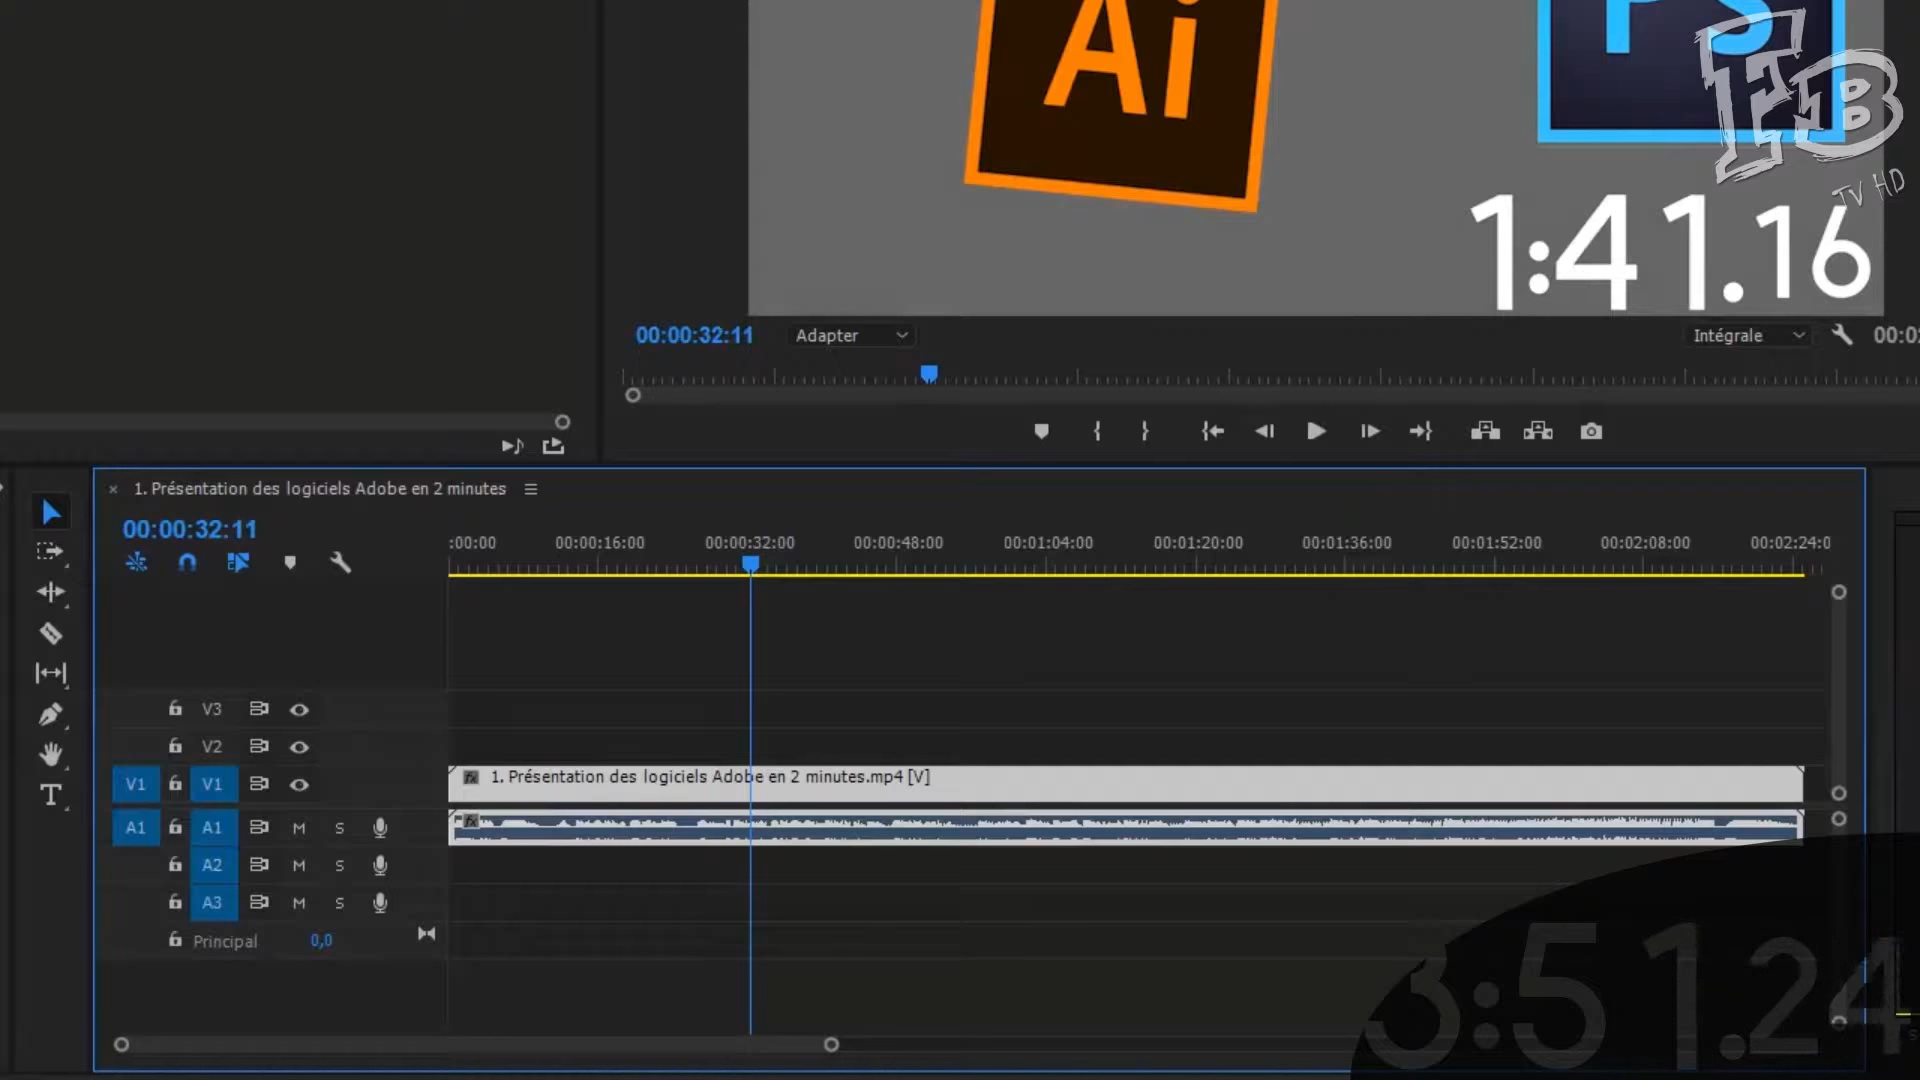 Ai
Ps
FB
TV HD
1:41.16
00:00:32:11
Adapter
Intégrale
1. Présentation des logiciels Adobe en 2 minutes
00:00:32:11
:00:00
00:00:16:00
00:00:32:00
00:00:48:00
00:01:04:00
00:01:20:00
00:01:36:00
00:01:52:00
00:02:08:00
00:02:24:0
V3
V2
V1 V1
fx 1. Présentation des logiciels Adobe en 2 minutes.mp4 [V]
A1 A1 M S
fx
A2 M S
A3 M S
Principal 0,0
T
3:51.24